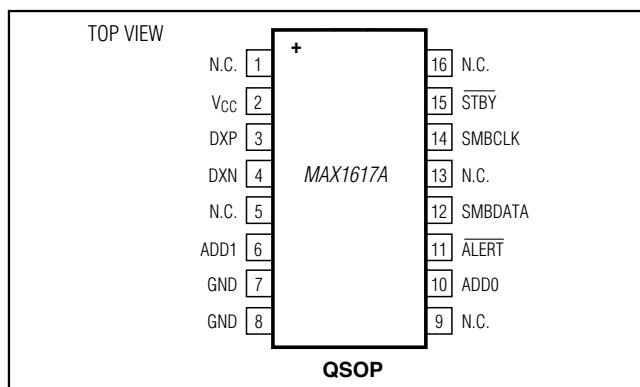 TOP VIEW
+
N.C. 1 16 N.C.
VCC 2 15 STBY
DXP 3 14 SMBCLK
DXN 4 MAX1617A 13 N.C.
N.C. 5 12 SMBDATA
ADD1 6 11 ALERT
GND 7 10 ADD0
GND 8 9 N.C.
QSOP